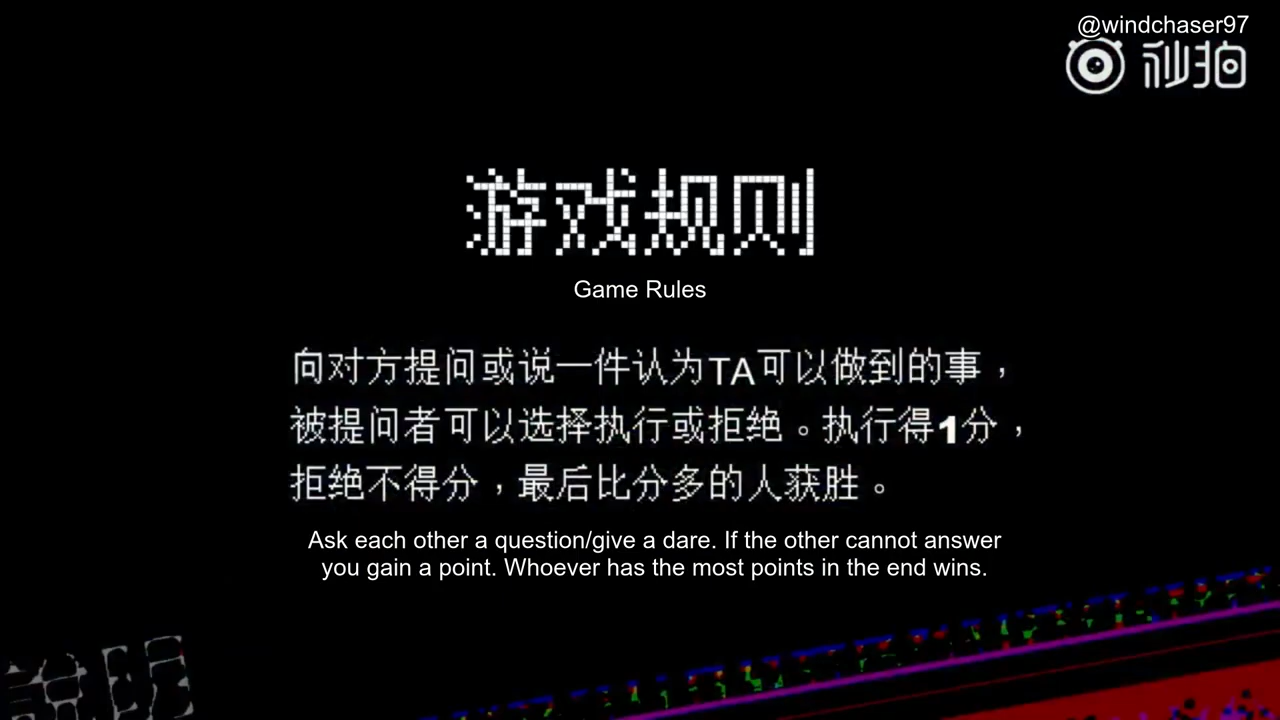 @windchaser97
秒拍
游戏规则
Game Rules
向对方提问或说一件认为TA可以做到的事，
被提问者可以选择执行或拒绝。执行得1分，
拒绝不得分，最后比分多的人获胜。
Ask each other a question/give a dare. If the other cannot answer
you gain a point. Whoever has the most points in the end wins.